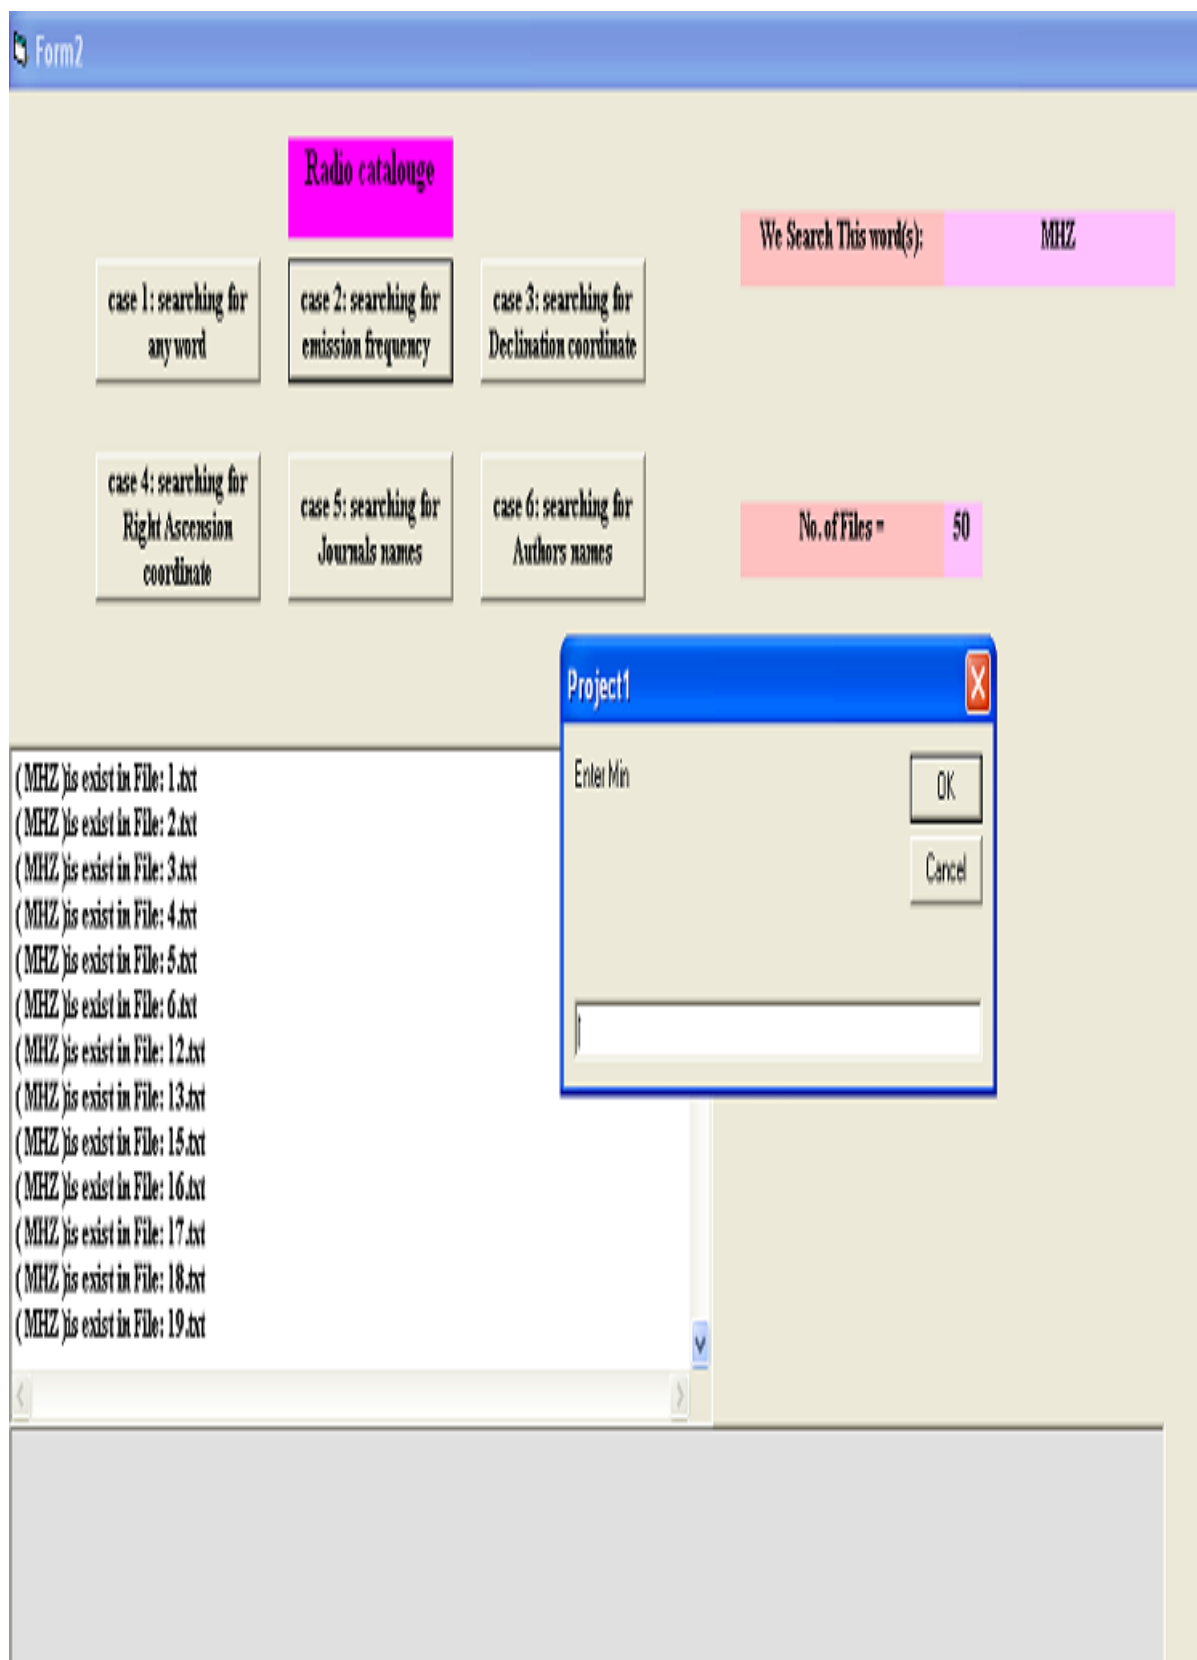 Form2
Radio catalouge
We Search This word(s):
MHZ
case 1: searching for
any word
case 2: searching for
emission frequency
case 3: searching for
Declination coordinate
case 4: searching for
Right Ascension
coordinate
case 5: searching for
Journals names
case 6: searching for
Authors names
No. of Files =
50
Project1
Enter Min
OK
Cancel
( MHZ )is exist in File: 1.txt
( MHZ )is exist in File: 2.txt
( MHZ )is exist in File: 3.txt
( MHZ )is exist in File: 4.txt
( MHZ )is exist in File: 5.txt
( MHZ )is exist in File: 6.txt
( MHZ )is exist in File: 12.txt
( MHZ )is exist in File: 13.txt
( MHZ )is exist in File: 15.txt
( MHZ )is exist in File: 16.txt
( MHZ )is exist in File: 17.txt
( MHZ )is exist in File: 18.txt
( MHZ )is exist in File: 19.txt